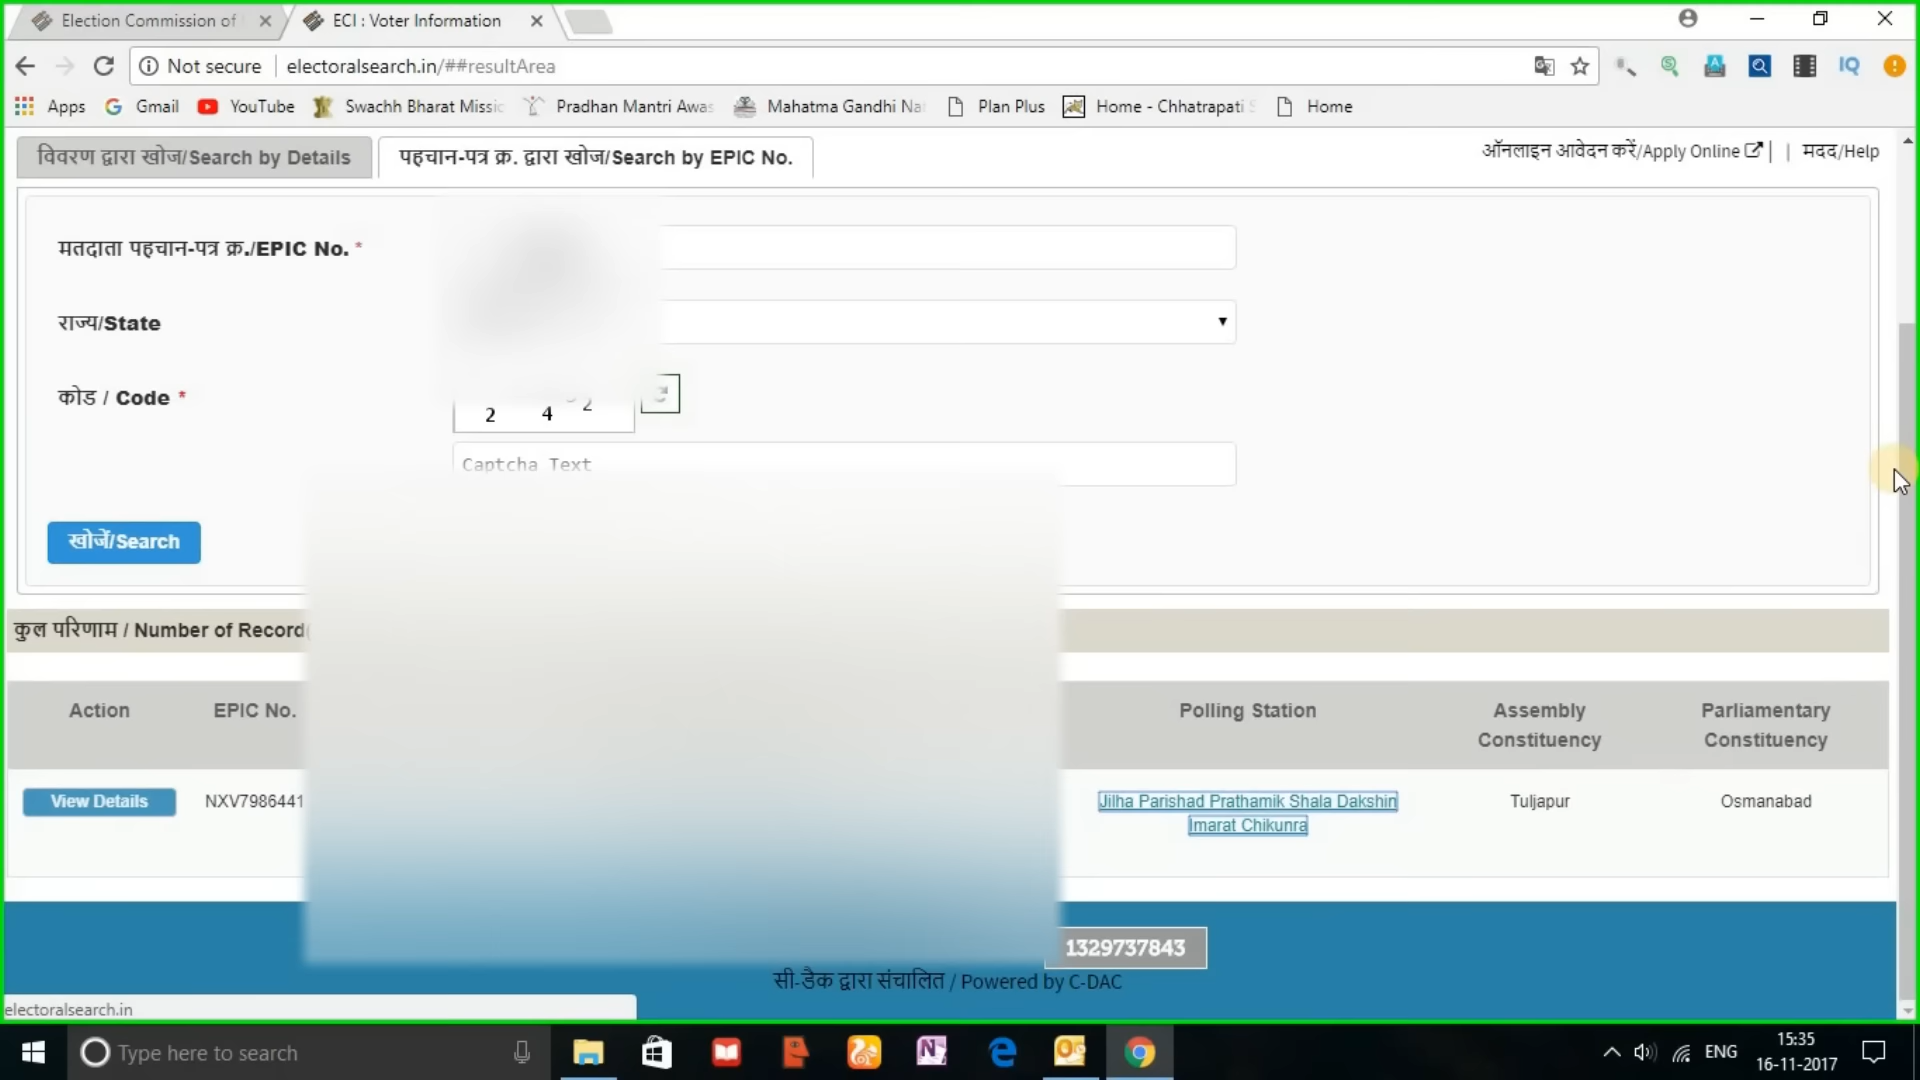 Election Commission of
ECI : Voter Information
Not secure
electoralsearch.in/##resultArea
Apps
Gmail
YouTube
Swachh Bharat Missic
Pradhan Mantri Awas
Mahatma Gandhi Na
Plan Plus
Home - Chhatrapati S
Home
विवरण द्वारा खोज/Search by Details
पहचान-पत्र क्र. द्वारा खोज/Search by EPIC No.
ऑनलाइन आवेदन करें/Apply Online | | मदद/Help
मतदाता पहचान-पत्र क्र./EPIC No. *
राज्य/State
कोड / Code *
2 4 2
Captcha Text
खोजें/Search
कुल परिणाम / Number of Record
Action
EPIC No.
Polling Station
Assembly
Constituency
Parliamentary
Constituency
View Details
NXV7986441
Jilha Parishad Prathamik Shala Dakshin
Imarat Chikunra
Tuljapur
Osmanabad
1329737843
सी-डैक द्वारा संचालित / Powered by C-DAC
electoralsearch.in
Type here to search
ENG
15:35
16-11-2017